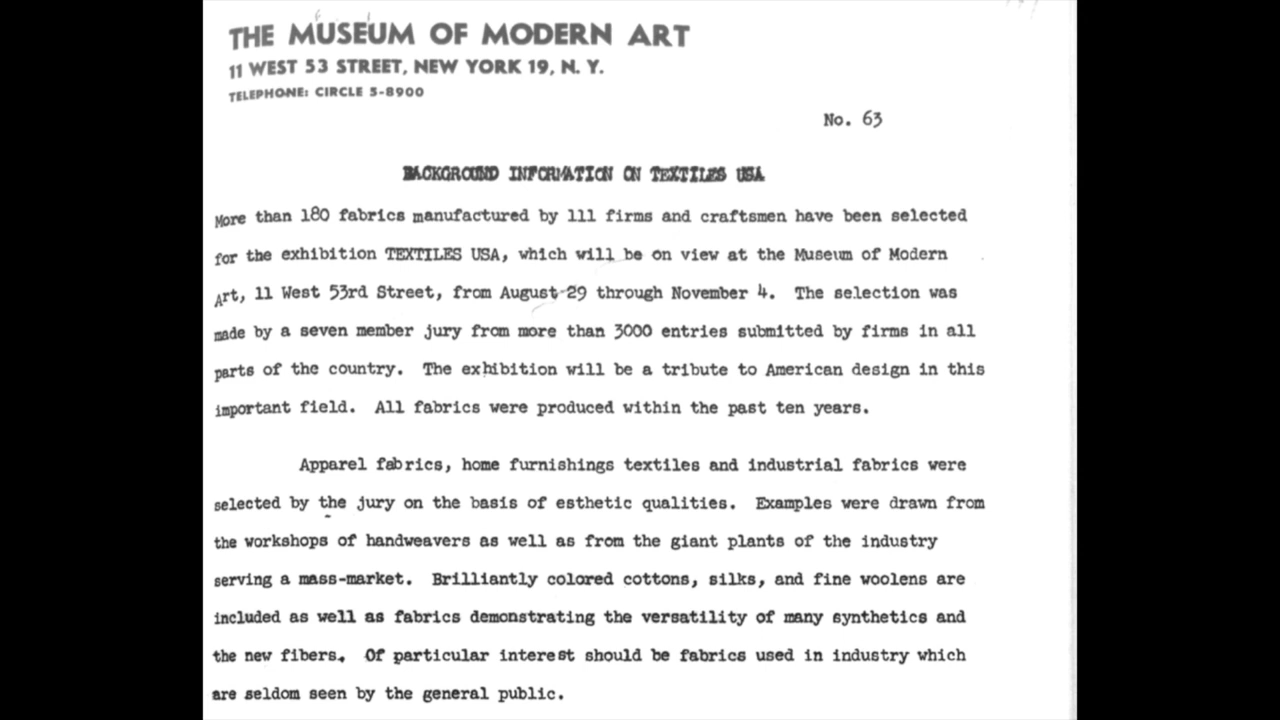 THE MUSEUM OF MODERN ART
11 WEST 53 STREET, NEW YORK 19, N. Y.
TELEPHONE: CIRCLE 5-8900
No. 63
BACKGROUND INFORMATION ON TEXTILES USA
More than 180 fabrics manufactured by 111 firms and craftsmen have been selected
for the exhibition TEXTILES USA, which will be on view at the Museum of Modern
Art, 11 West 53rd Street, from August 29 through November 4. The selection was
made by a seven member jury from more than 3000 entries submitted by firms in all
parts of the country. The exhibition will be a tribute to American design in this
important field. All fabrics were produced within the past ten years.
Apparel fabrics, home furnishings textiles and industrial fabrics were
selected by the jury on the basis of esthetic qualities. Examples were drawn from
the workshops of handweavers as well as from the giant plants of the industry
serving a mass-market. Brilliantly colored cottons, silks, and fine woolens are
included as well as fabrics demonstrating the versatility of many synthetics and
the new fibers. Of particular interest should be fabrics used in industry which
are seldom seen by the general public.